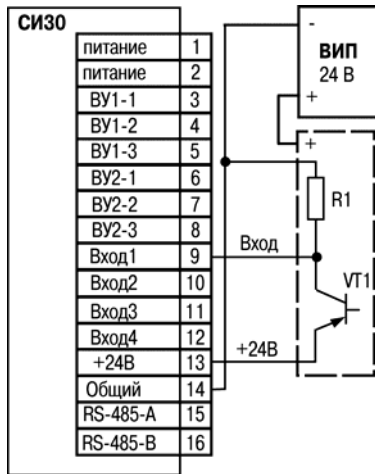 СИ30
питание 1
питание 2
ВУ1-1 3
ВУ1-2 4
ВУ1-3 5
ВУ2-1 6
ВУ2-2 7
ВУ2-3 8
Вход1 9
Вход2 10
Вход3 11
Вход4 12
+24В 13
Общий 14
RS-485-A 15
RS-485-B 16
-
ВИП
24 В
+
+
R1
Вход
VT1
+24В